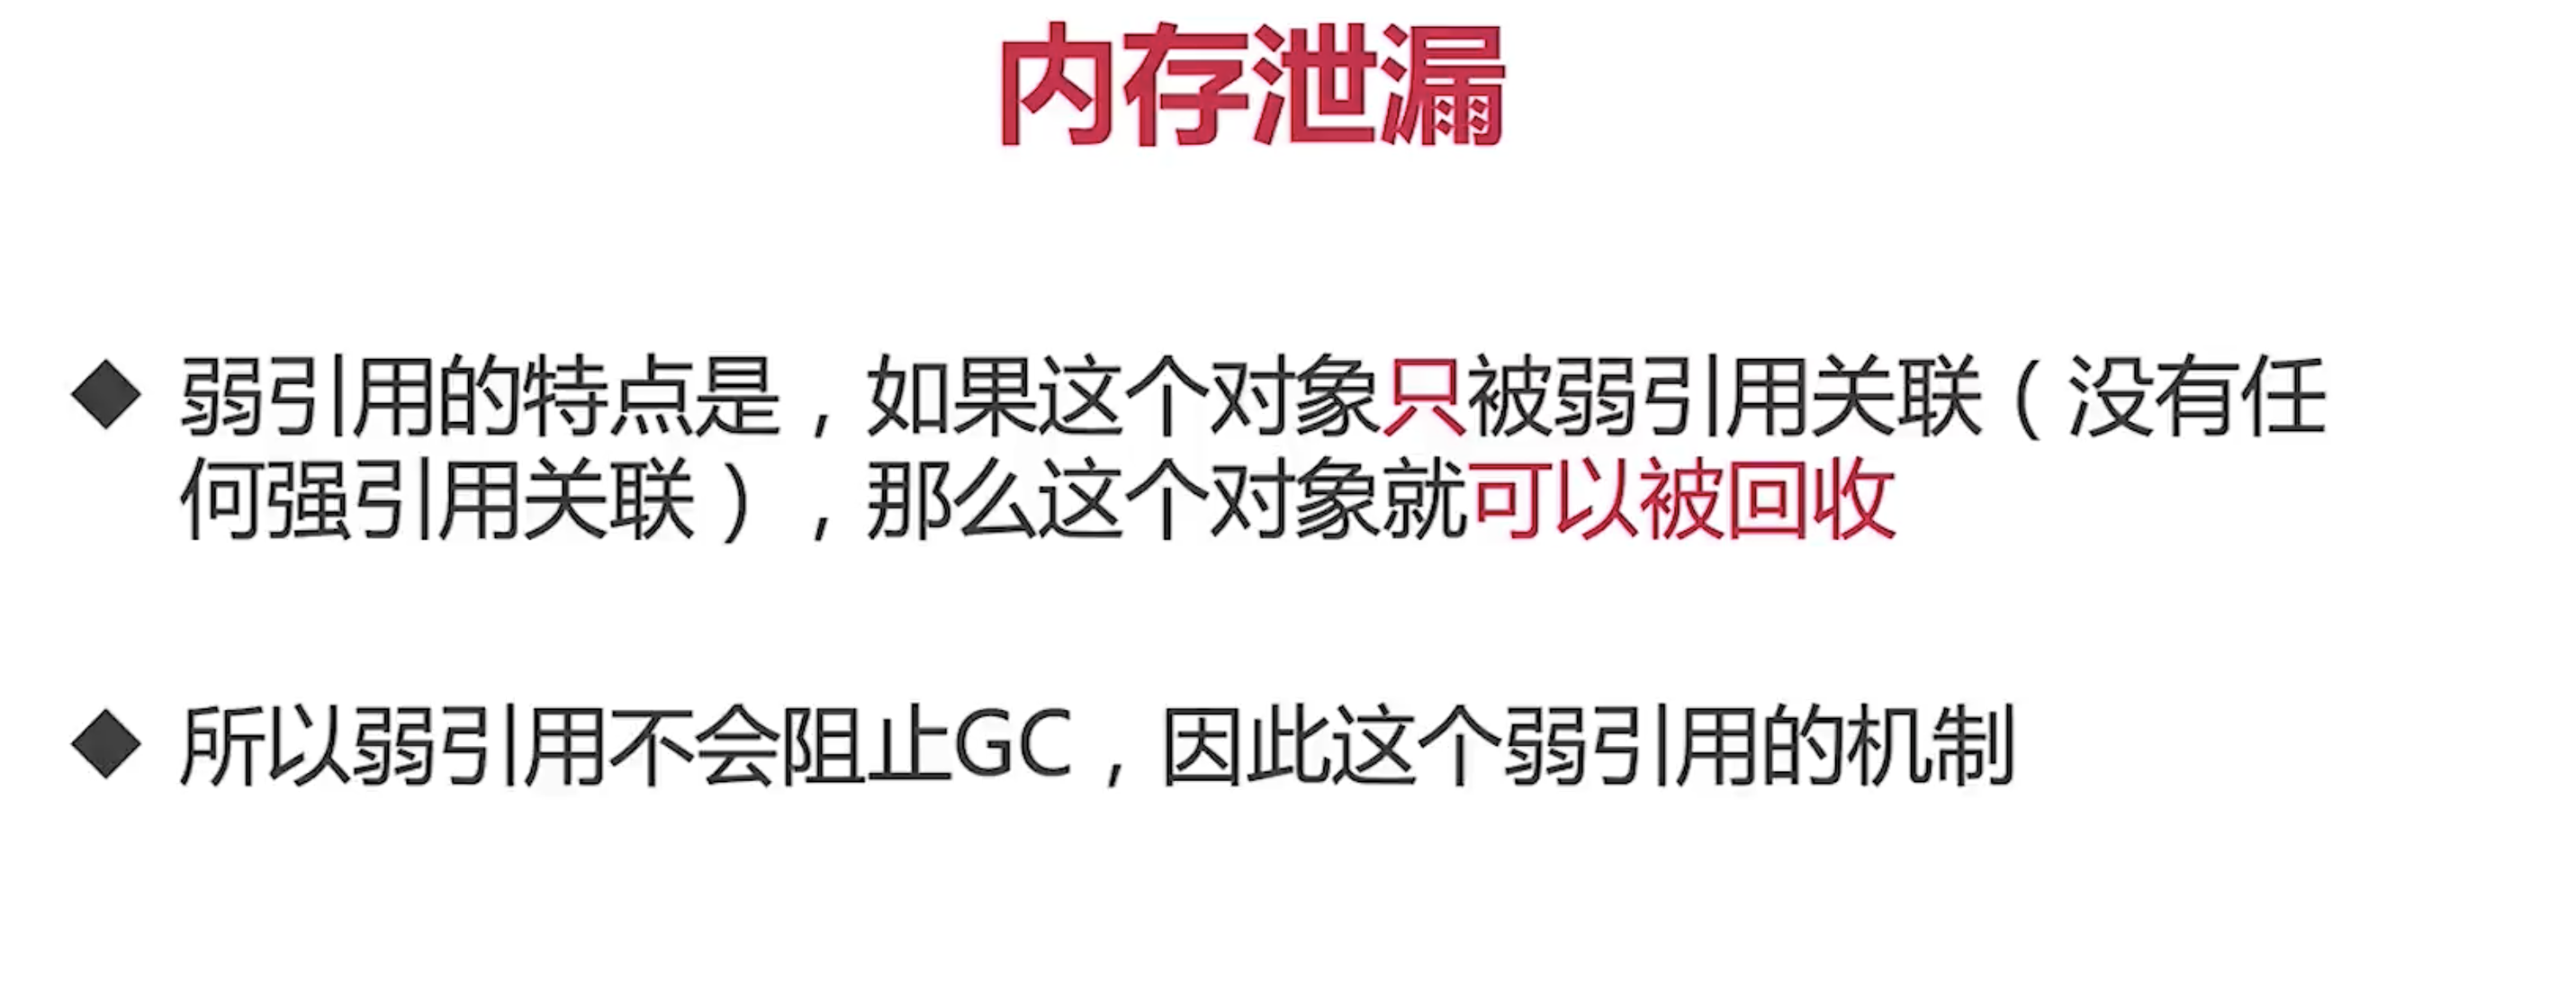 内存泄漏
◆ 弱引用的特点是，如果这个对象只被弱引用关联（没有任
何强引用关联），那么这个对象就可以被回收
◆ 所以弱引用不会阻止GC，因此这个弱引用的机制